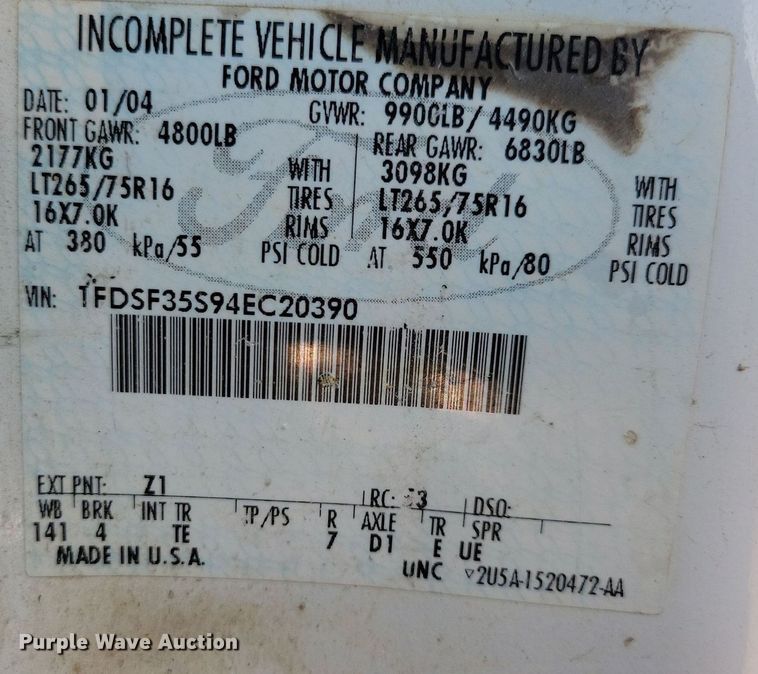 INCOMPLETE VEHICLE MANUFACTURED BY
FORD MOTOR COMPANY
DATE: 01/04 GVWR: 9900LB/ 4490KG
FRONT GAWR: 4800LB REAR GAWR: 6830LB
2177KG WITH 3098KG WITH
LT265/75R16 TIRES LT265/75R16 TIRES
16X7.0K RIMS 16X7.0K RIMS
AT 380 kPa/55 PSI COLD AT 550 kPa/80 PSI COLD
VIN: 1FDSF35S94EC20390
Ford
EXT PNT: Z1 RC: 3 DSO:
WB BRK INT TR TP/PS R AXLE TR SPR
141 4 TE 7 D1 E UE
MADE IN U.S.A. UNC 2U5A-1520472-AA
Purple Wave Auction